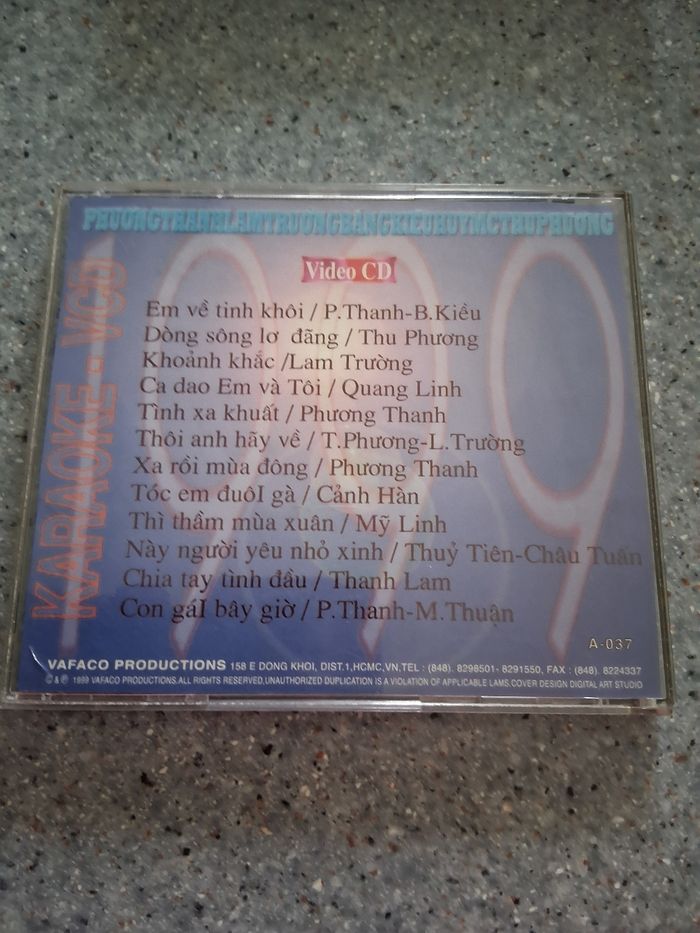 PHƯƠNGTHANHLAMTRƯỜNGBẰNGKIỀUHUYMCTHUPHƯƠNG
1999
KARAOKE - VCD
Video CD
Em về tinh khôi / P.Thanh-B.Kiều
Dòng sông lơ đãng / Thu Phương
Khoảnh khắc /Lam Trường
Ca dao Em và Tôi / Quang Linh
Tình xa khuất / Phương Thanh
Thôi anh hãy về / T.Phương-L.Trường
Xa rồi mùa đông / Phương Thanh
Tóc em đuôI gà / Cảnh Hàn
Thì thầm mùa xuân / Mỹ Linh
Này người yêu nhỏ xinh / Thuỷ Tiên-Châu Tuấn
Chia tay tình đầu / Thanh Lam
Con gáI bây giờ / P.Thanh-M.Thuận
A-037
VAFACO PRODUCTIONS 158 E DONG KHOI, DIST.1,HCMC,VN,TEL : (848). 8298501- 8291550, FAX : (848). 8224337
© & ℗ 1999 VAFACO PRODUCTIONS.ALL RIGHTS RESERVED,UNAUTHORIZED DUPLICATION IS A VIOLATION OF APPLICABLE LAMS.COVER DESIGN DIGITAL ART STUDIO